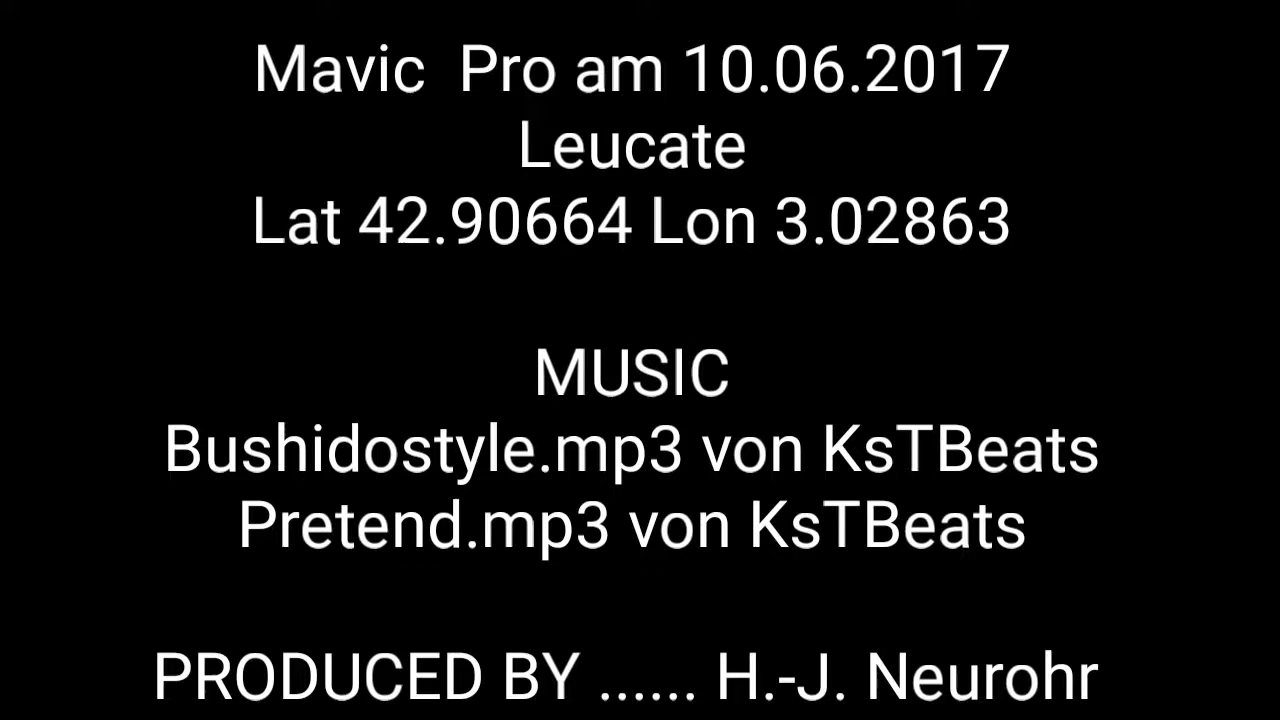 Mavic  Pro am 10.06.2017
Leucate
Lat 42.90664 Lon 3.02863
MUSIC
Bushidostyle.mp3 von KsTBeats
Pretend.mp3 von KsTBeats
PRODUCED BY ...... H.-J. Neurohr